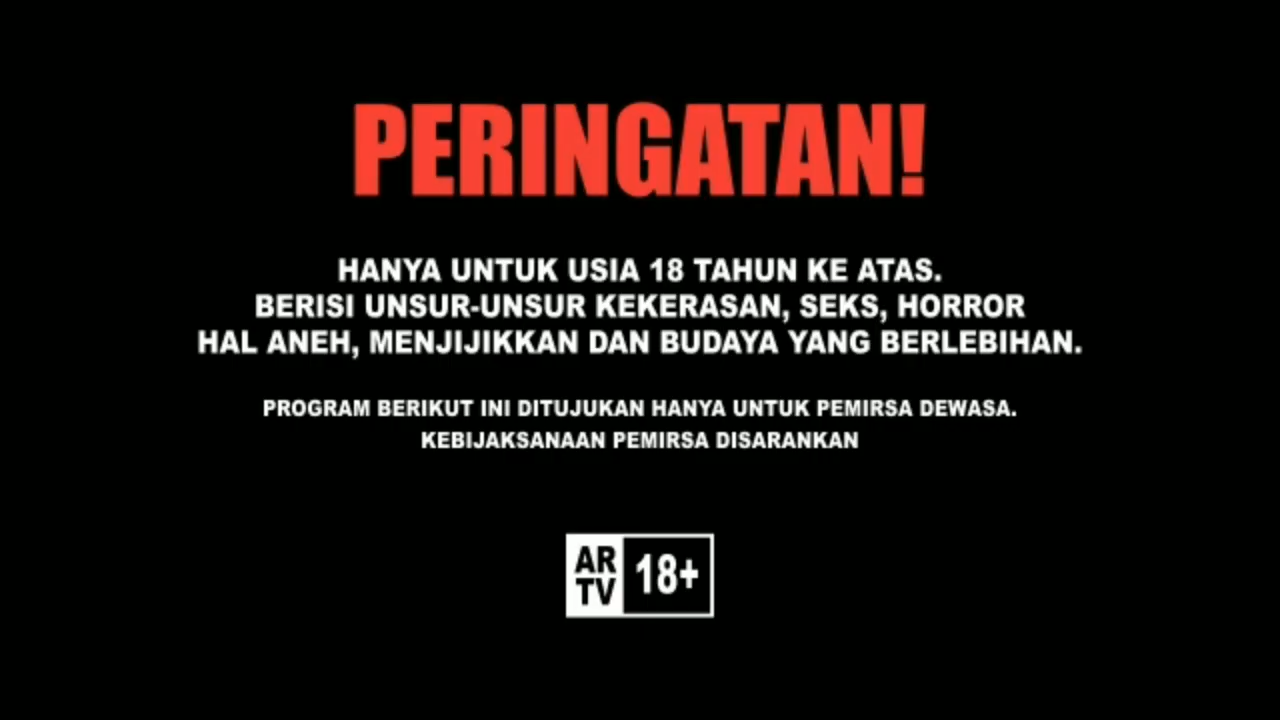 PERINGATAN!
HANYA UNTUK USIA 18 TAHUN KE ATAS.
BERISI UNSUR-UNSUR KEKERASAN, SEKS, HORROR
HAL ANEH, MENJIJIKKAN DAN BUDAYA YANG BERLEBIHAN.
PROGRAM BERIKUT INI DITUJUKAN HANYA UNTUK PEMIRSA DEWASA.
KEBIJAKSANAAN PEMIRSA DISARANKAN
AR
TV
18+